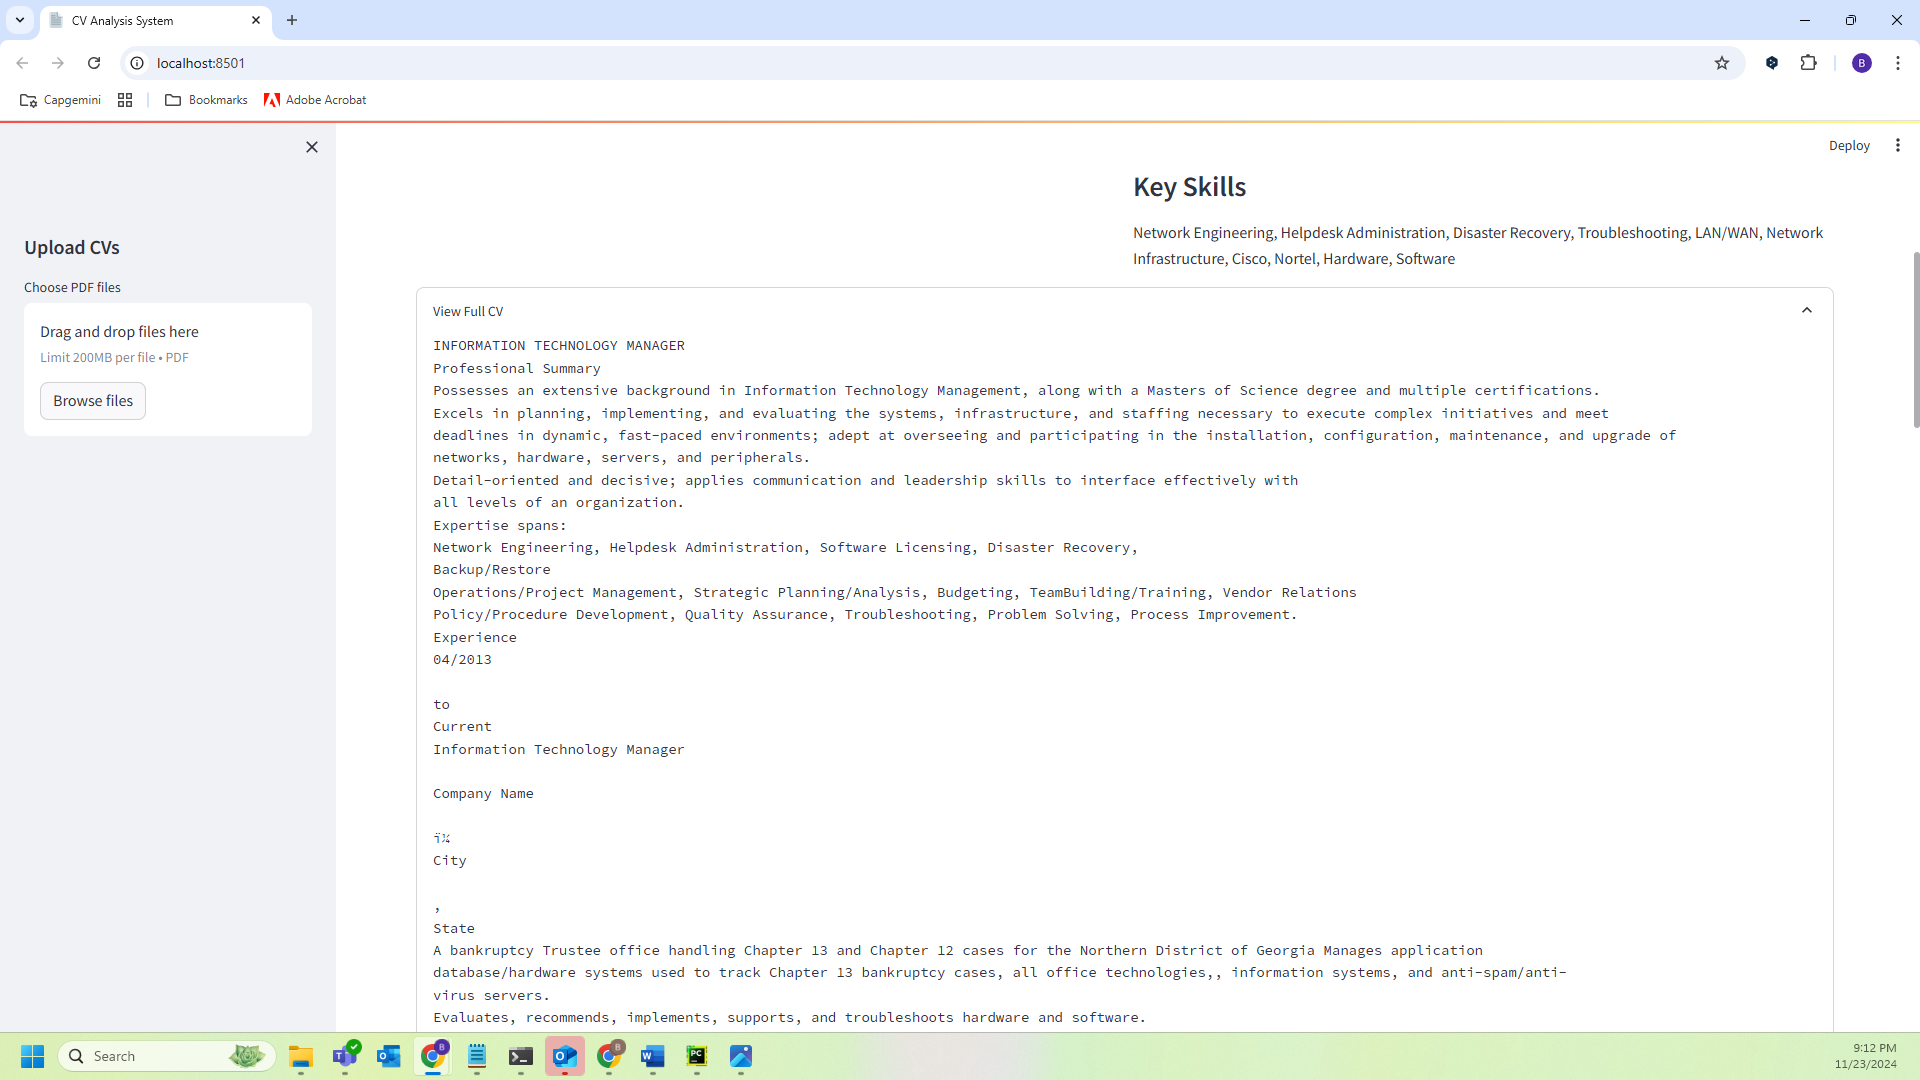 CV Analysis System
localhost:8501
B
Capgemini
Bookmarks
Adobe Acrobat
Deploy
Upload CVs
Choose PDF files
Drag and drop files here
Limit 200MB per file • PDF
Browse files
Key Skills
Network Engineering, Helpdesk Administration, Disaster Recovery, Troubleshooting, LAN/WAN, Network
Infrastructure, Cisco, Nortel, Hardware, Software
View Full CV
INFORMATION TECHNOLOGY MANAGER
Professional Summary
Possesses an extensive background in Information Technology Management, along with a Masters of Science degree and multiple certifications.
Excels in planning, implementing, and evaluating the systems, infrastructure, and staffing necessary to execute complex initiatives and meet
deadlines in dynamic, fast-paced environments; adept at overseeing and participating in the installation, configuration, maintenance, and upgrade of
networks, hardware, servers, and peripherals.
Detail-oriented and decisive; applies communication and leadership skills to interface effectively with
all levels of an organization.
Expertise spans:
Network Engineering, Helpdesk Administration, Software Licensing, Disaster Recovery,
Backup/Restore
Operations/Project Management, Strategic Planning/Analysis, Budgeting, TeamBuilding/Training, Vendor Relations
Policy/Procedure Development, Quality Assurance, Troubleshooting, Problem Solving, Process Improvement.
Experience
04/2013
to
Current
Information Technology Manager
Company Name
ï¼
City
,
State
A bankruptcy Trustee office handling Chapter 13 and Chapter 12 cases for the Northern District of Georgia Manages application
database/hardware systems used to track Chapter 13 bankruptcy cases, all office technologies,, information systems, and anti-spam/anti-
virus servers.
Evaluates, recommends, implements, supports, and troubleshoots hardware and software.
Search
9:12 PM
11/23/2024